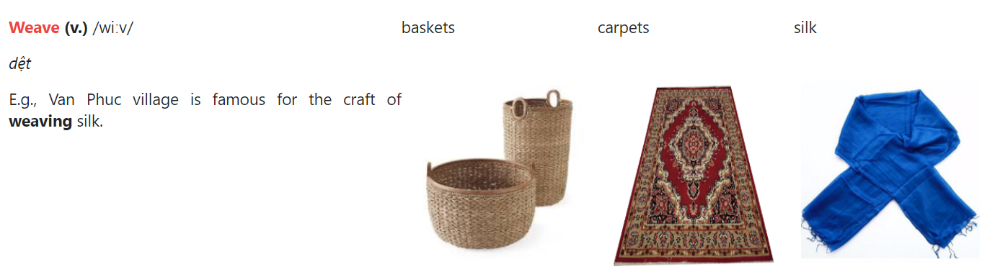 Weave (v.) /wiːv/ baskets carpets silk
dệt
E.g., Van Phuc village is famous for the craft of
weaving silk.